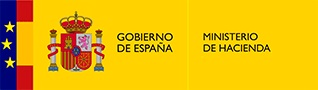 GOBIERNO
DE ESPAÑA
MINISTERIO
DE HACIENDA